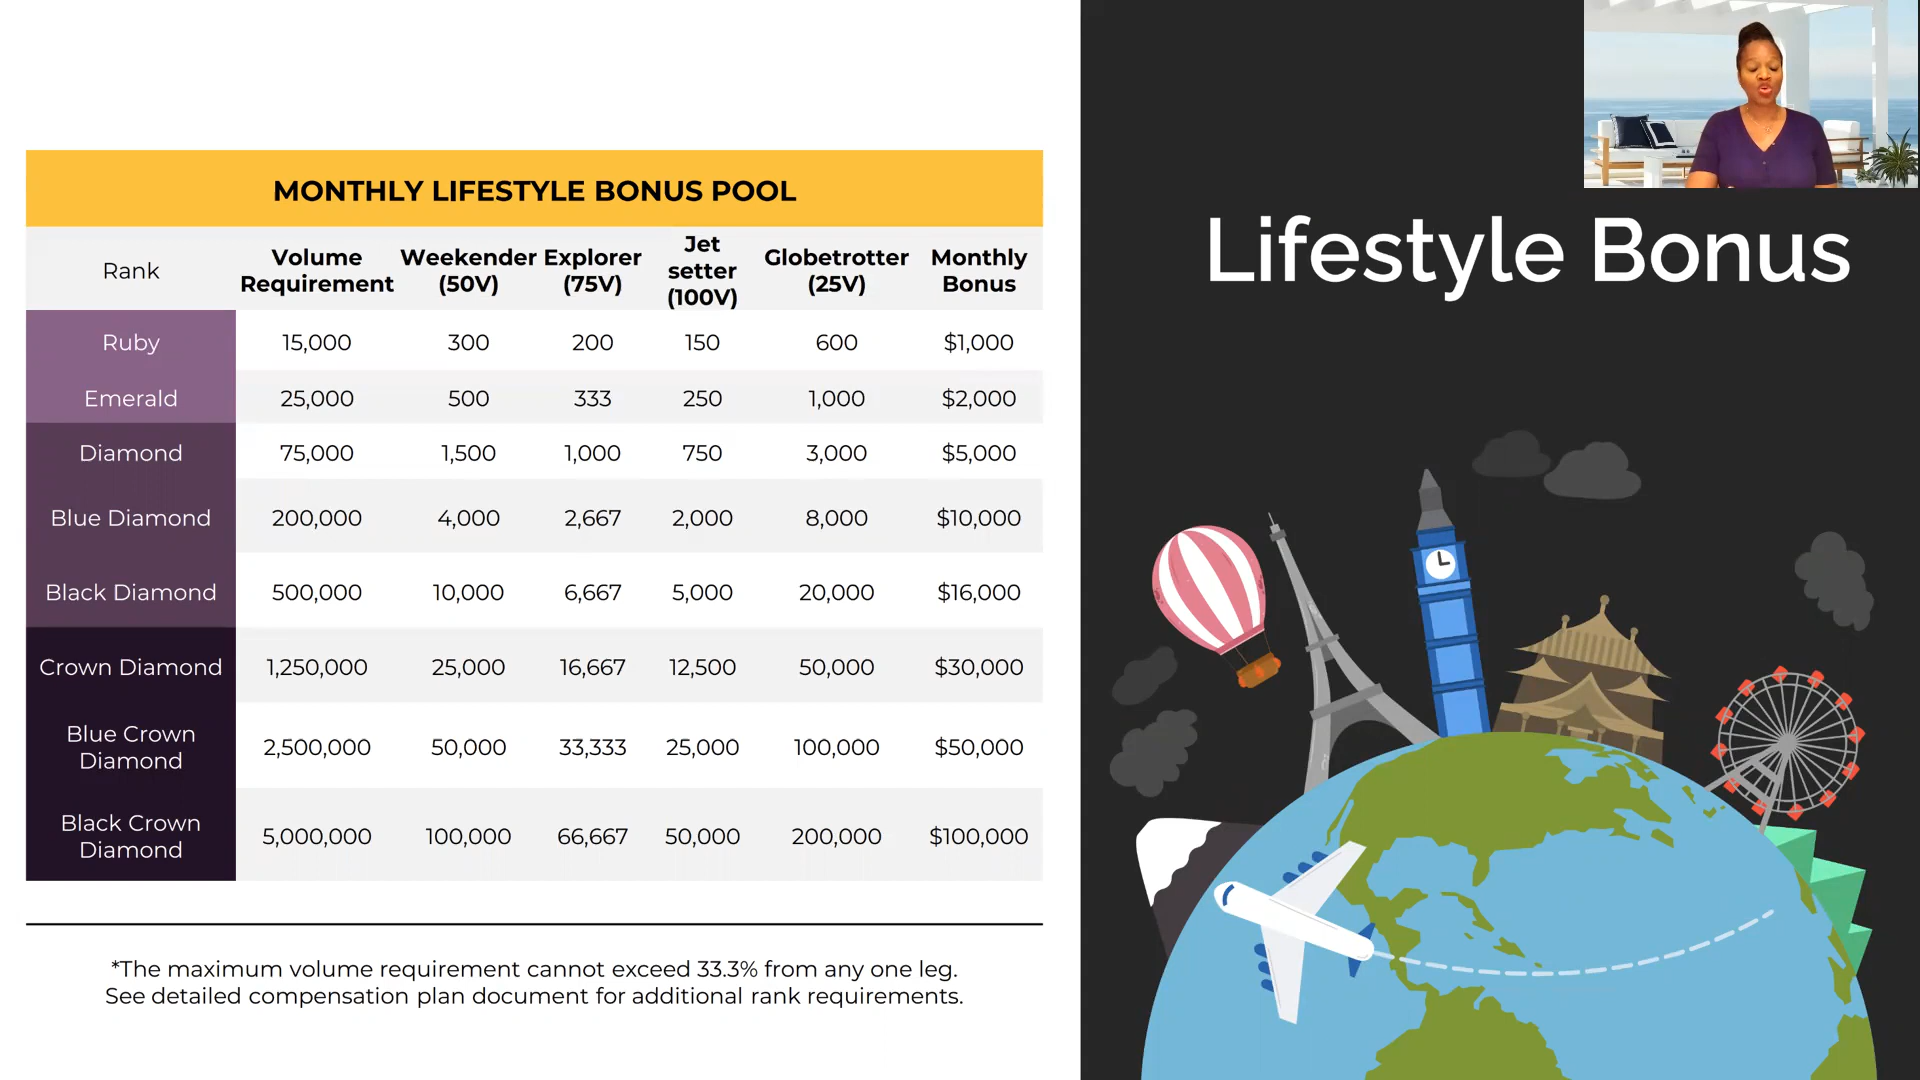 MONTHLY LIFESTYLE BONUS POOL
Rank Volume Requirement Weekender (50V) Explorer (75V) Jet setter (100V) Globetrotter (25V) Monthly Bonus
Ruby 15,000 300 200 150 600 $1,000
Emerald 25,000 500 333 250 1,000 $2,000
Diamond 75,000 1,500 1,000 750 3,000 $5,000
Blue Diamond 200,000 4,000 2,667 2,000 8,000 $10,000
Black Diamond 500,000 10,000 6,667 5,000 20,000 $16,000
Crown Diamond 1,250,000 25,000 16,667 12,500 50,000 $30,000
Blue Crown Diamond 2,500,000 50,000 33,333 25,000 100,000 $50,000
Black Crown Diamond 5,000,000 100,000 66,667 50,000 200,000 $100,000
*The maximum volume requirement cannot exceed 33.3% from any one leg.
See detailed compensation plan document for additional rank requirements.
Lifestyle Bonus